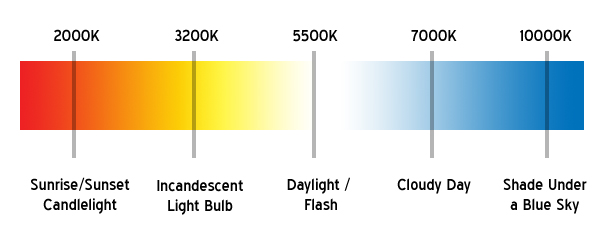 2000K 3200K 5500K 7000K 10000K
Sunrise/Sunset Incandescent Daylight / Cloudy Day Shade Under
Candlelight Light Bulb Flash a Blue Sky